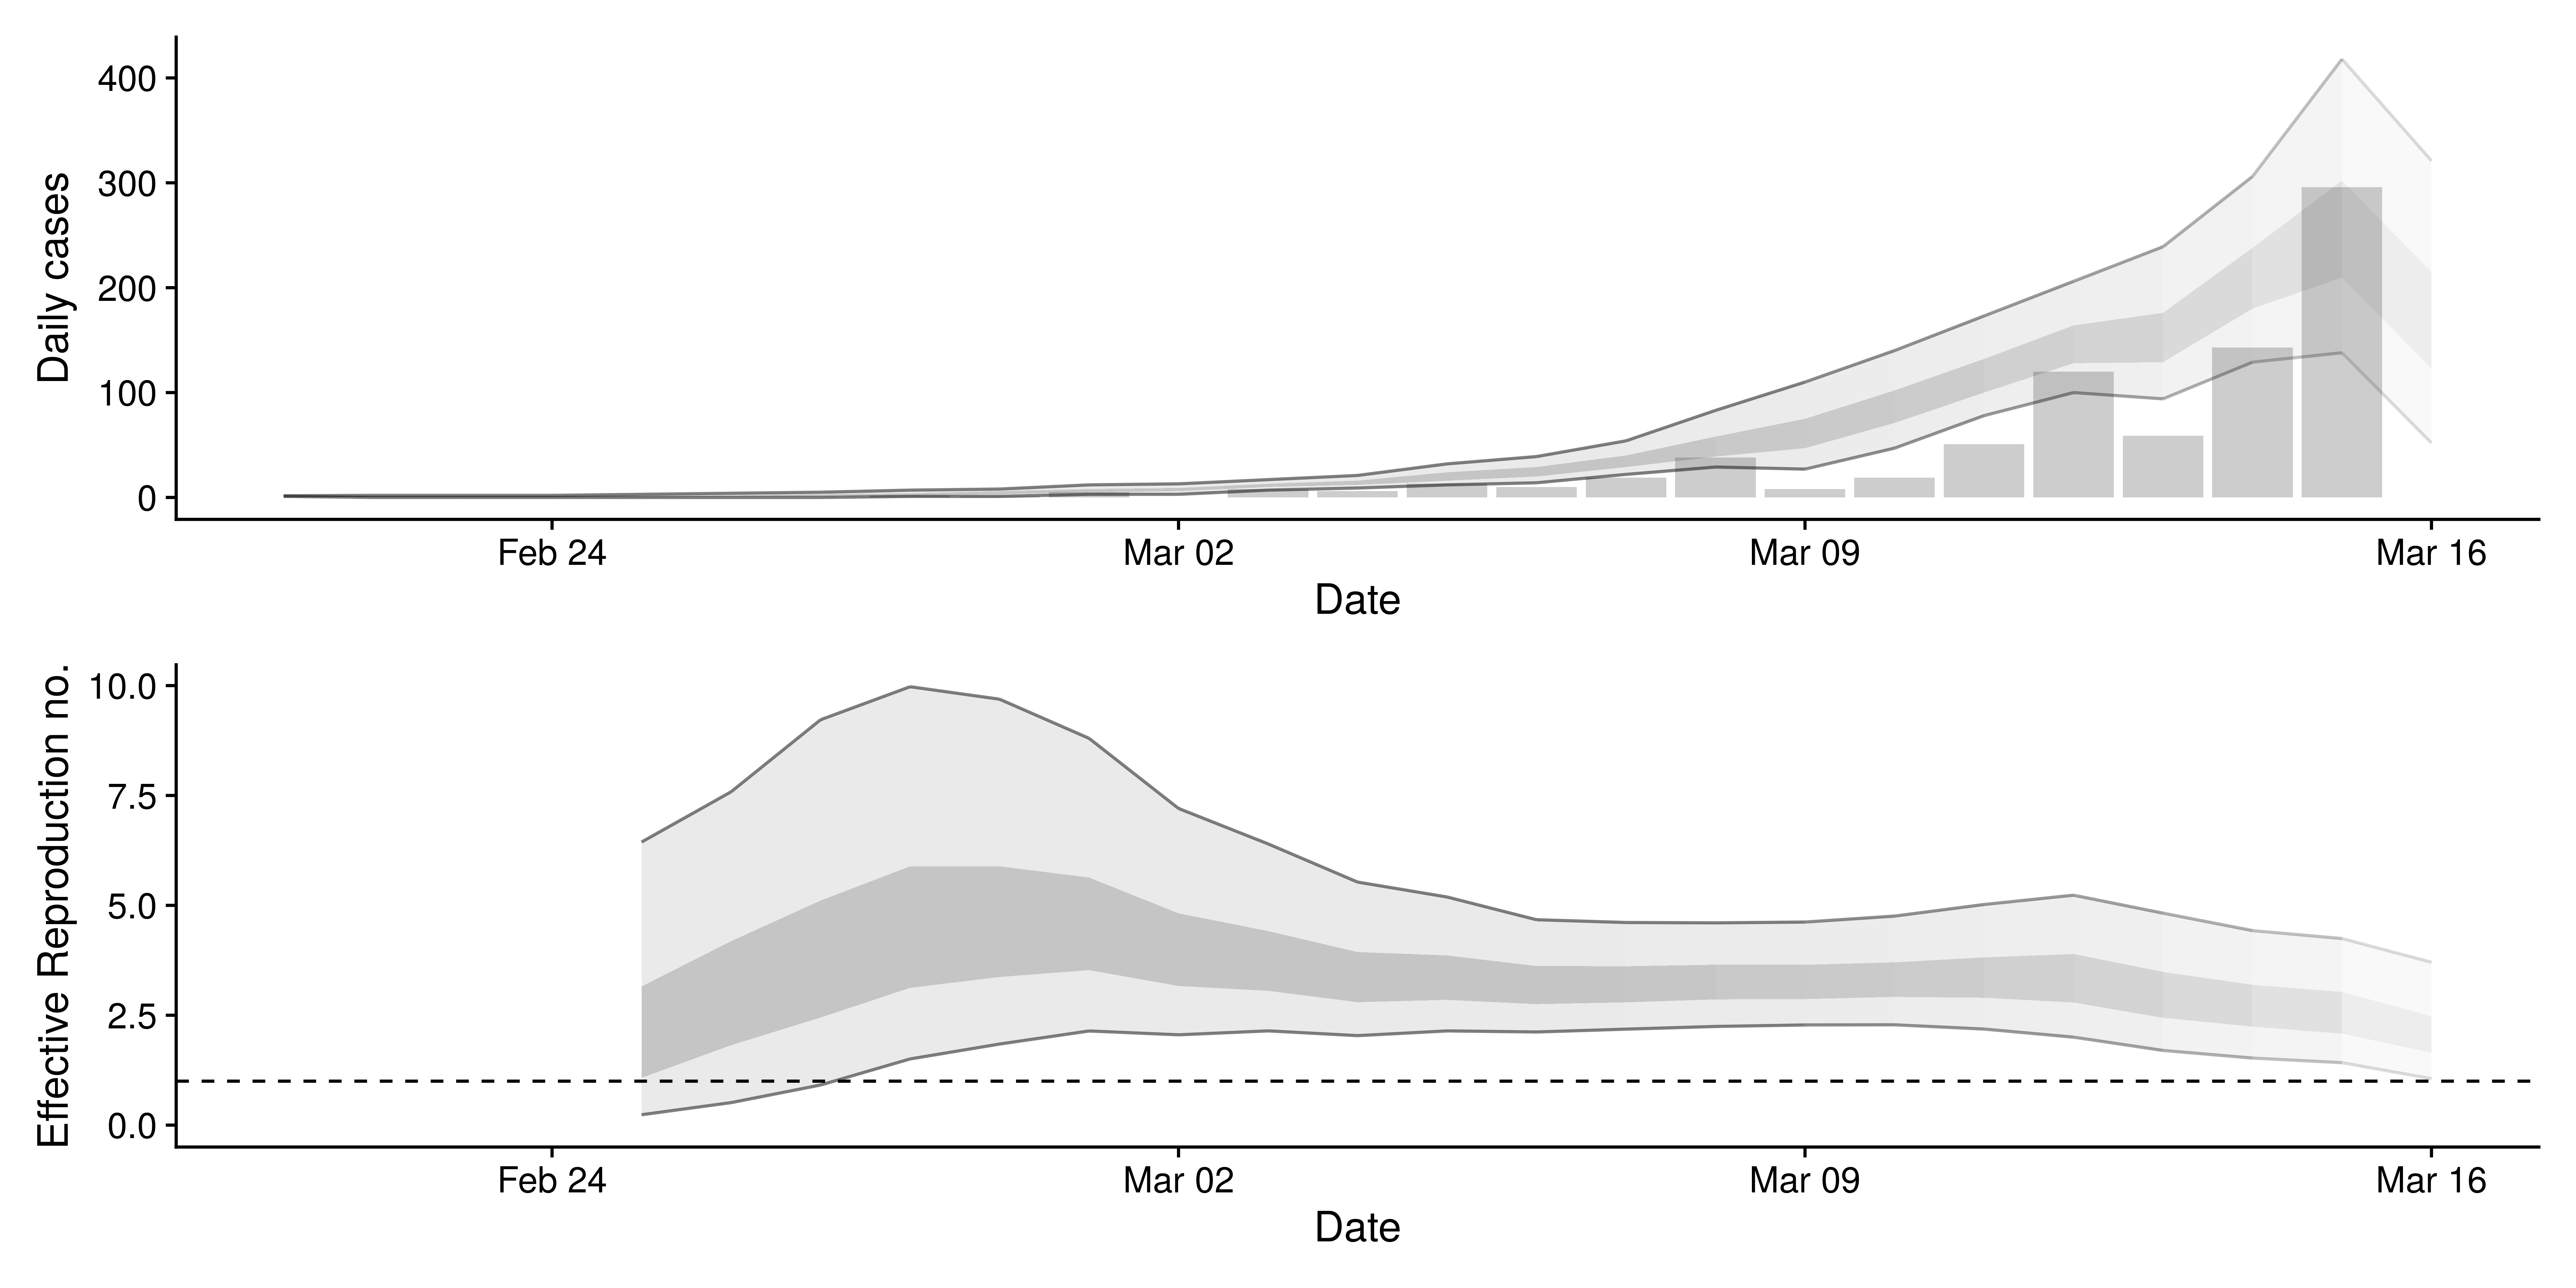 Daily cases
400
300
200
100
0
Feb 24
Mar 02
Mar 09
Mar 16
Date
Effective Reproduction no.
10.0
7.5
5.0
2.5
0.0
Feb 24
Mar 02
Mar 09
Mar 16
Date